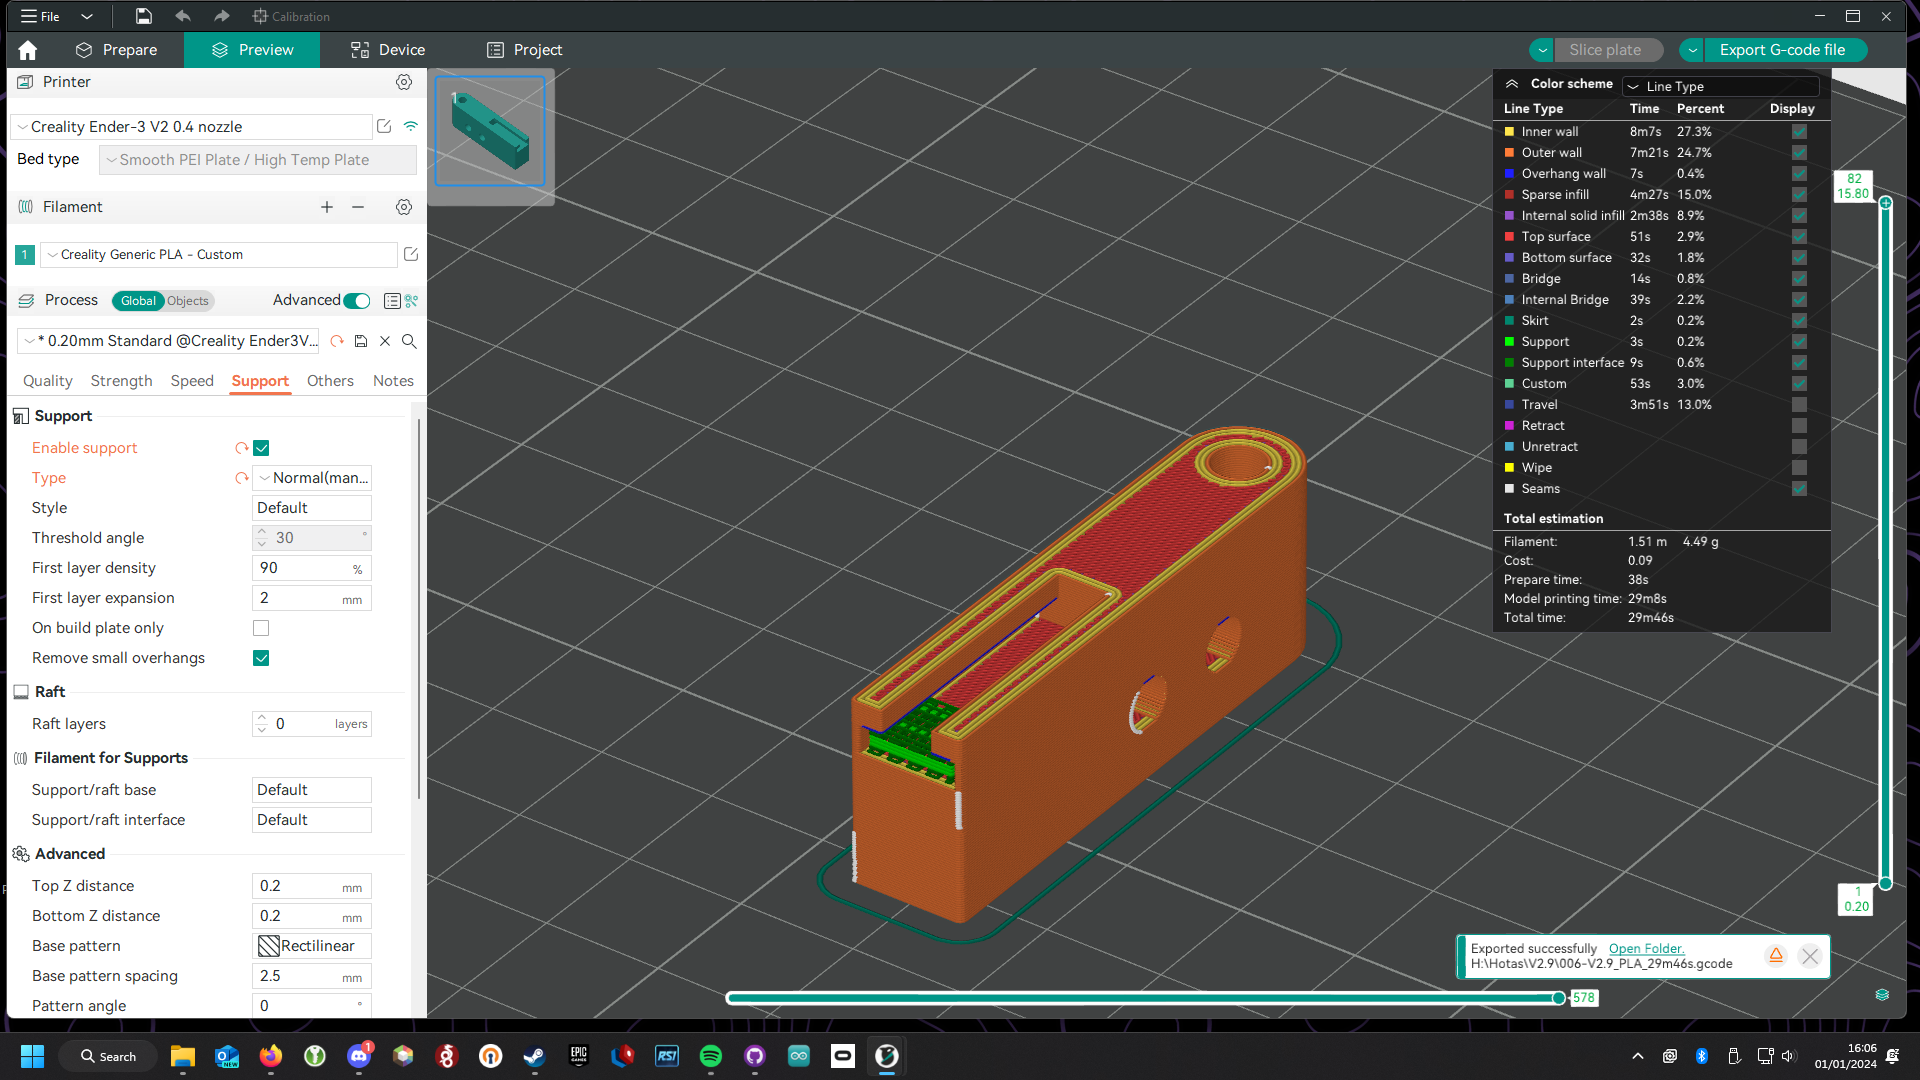 File
Calibration
Prepare
Preview
Device
Project
Slice plate
Export G-code file
Printer
Creality Ender-3 V2 0.4 nozzle
Bed type
Smooth PEI Plate / High Temp Plate
Filament
1
Creality Generic PLA - Custom
Process
Global
Objects
Advanced
* 0.20mm Standard @Creality Ender3V...
Quality
Strength
Speed
Support
Others
Notes
Support
Enable support
Type
Normal(man...
Style
Default
Threshold angle
30 °
First layer density
90 %
First layer expansion
2 mm
On build plate only
Remove small overhangs
Raft
Raft layers
0 layers
Filament for Supports
Support/raft base
Default
Support/raft interface
Default
Advanced
Top Z distance
0.2 mm
Bottom Z distance
0.2 mm
Base pattern
Rectilinear
Base pattern spacing
2.5 mm
Pattern angle
0 °
1
Color scheme
Line Type
Line Type Time Percent Display
Inner wall 8m7s 27.3%
Outer wall 7m21s 24.7%
Overhang wall 7s 0.4%
Sparse infill 4m27s 15.0%
Internal solid infill 2m38s 8.9%
Top surface 51s 2.9%
Bottom surface 32s 1.8%
Bridge 14s 0.8%
Internal Bridge 39s 2.2%
Skirt 2s 0.2%
Support 3s 0.2%
Support interface 9s 0.6%
Custom 53s 3.0%
Travel 3m51s 13.0%
Retract
Unretract
Wipe
Seams
Total estimation
Filament: 1.51 m 4.49 g
Cost: 0.09
Prepare time: 38s
Model printing time: 29m8s
Total time: 29m46s
82
15.80
1
0.20
Exported successfully Open Folder.
H:\Hotas\V2.9\006-V2.9_PLA_29m46s.gcode
578
Search
NEW
1
EPIC
GAMES
RSI
16:06
01/01/2024